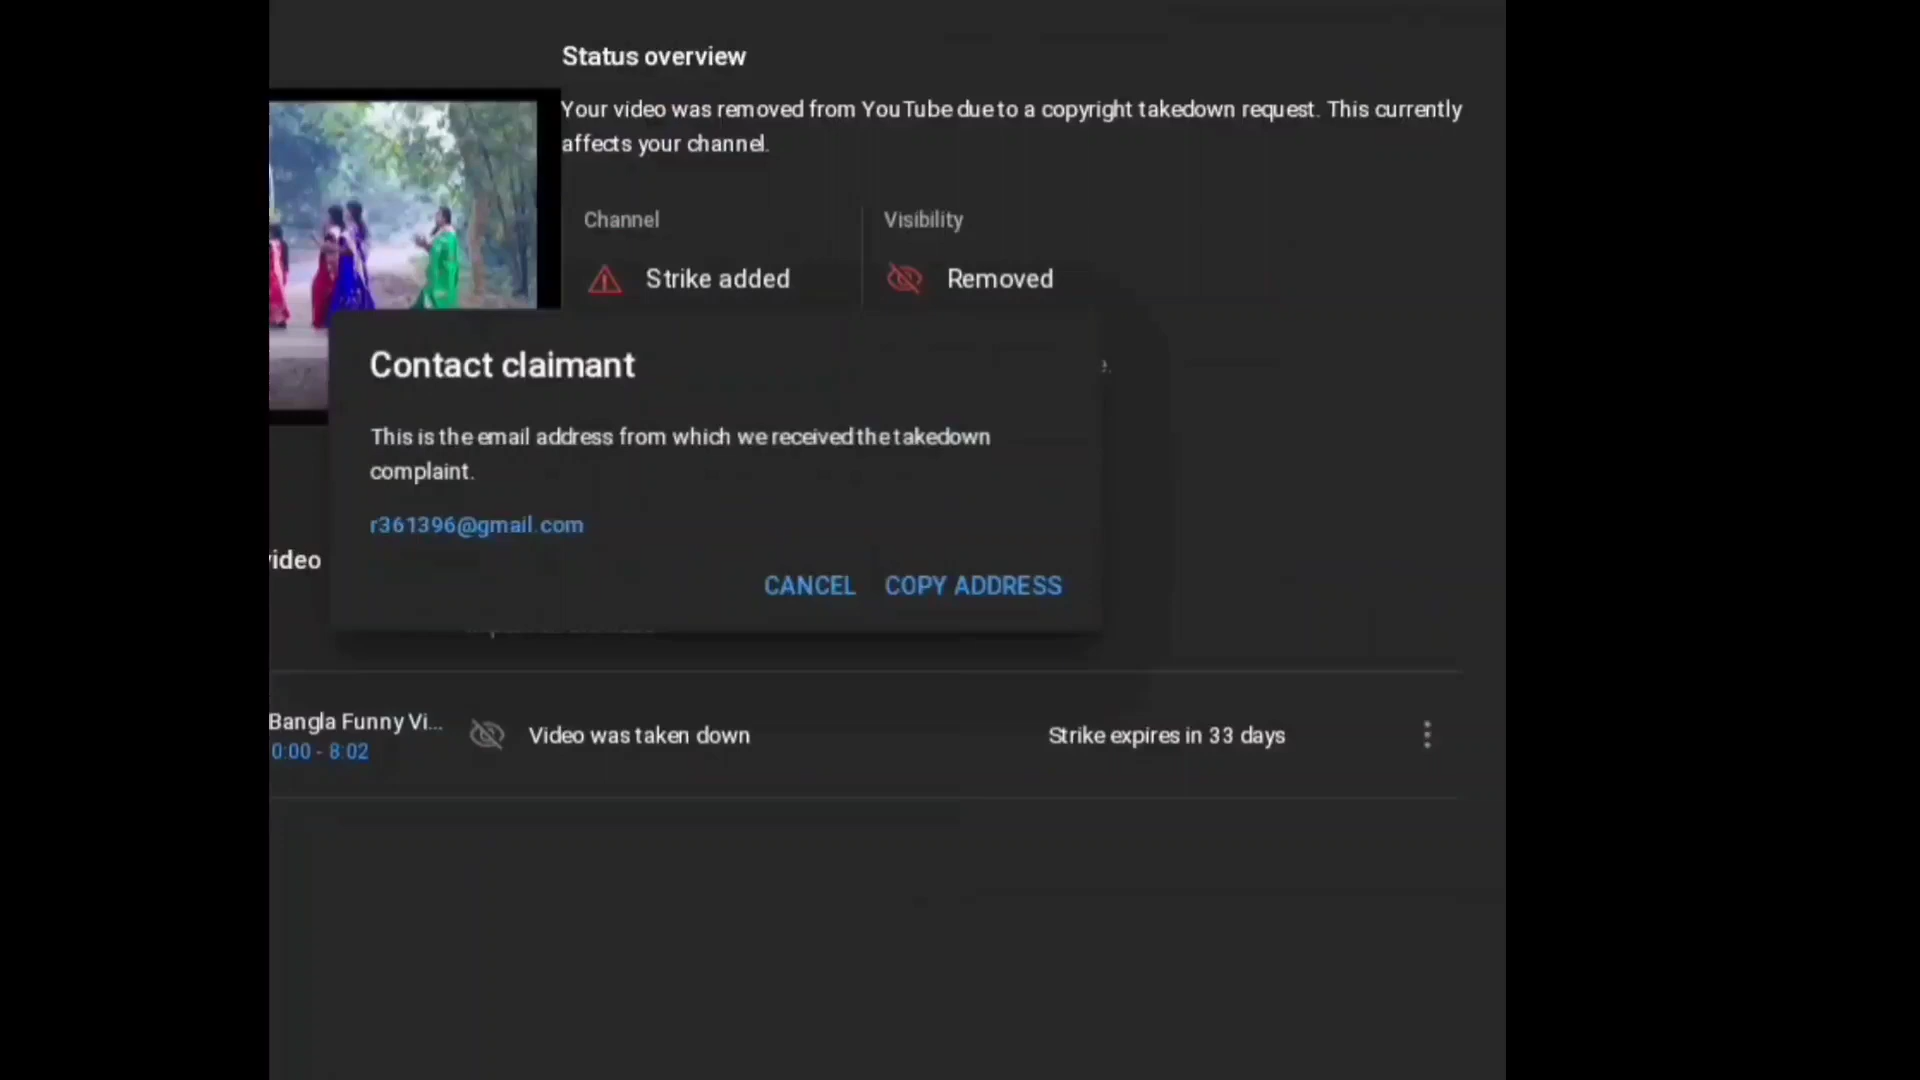 Status overview
Your video was removed from YouTube due to a copyright takedown request. This currently
affects your channel.
Channel
Visibility
Strike added
Removed
Contact claimant
This is the email address from which we received the takedown
complaint.
r361396@gmail.com
video
CANCEL
COPY ADDRESS
Bangla Funny Vi...
0:00 - 8:02
Video was taken down
Strike expires in 33 days